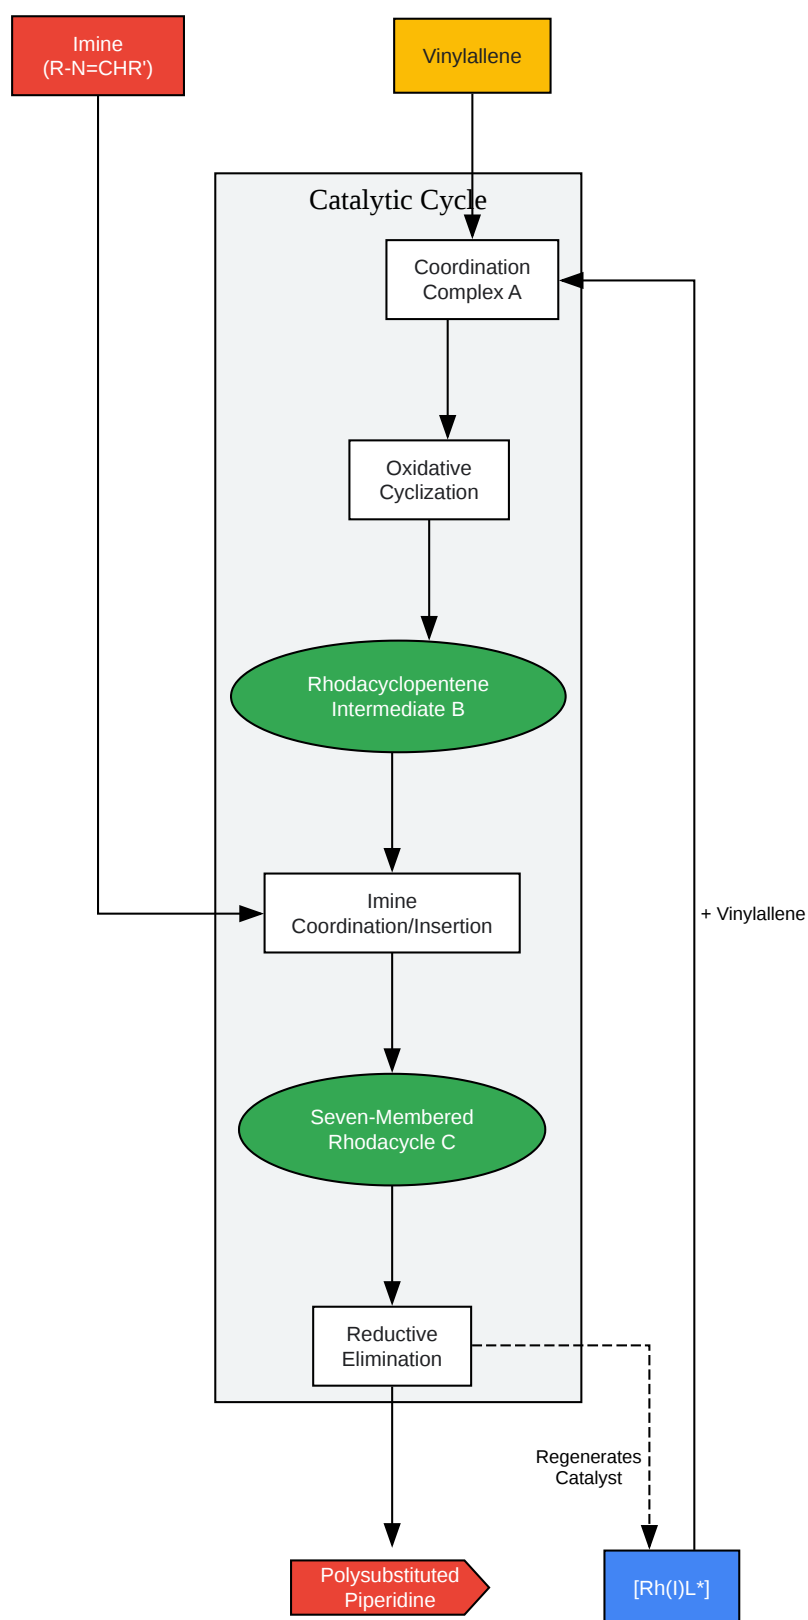 Imine
(R-N=CHR')
Vinylallene
Catalytic Cycle
Coordination
Complex A
Oxidative
Cyclization
Rhodacyclopentene
Intermediate B
Imine
Coordination/Insertion
+ Vinylallene
Seven-Membered
Rhodacycle C
Reductive
Elimination
Regenerates
Catalyst
Polysubstituted
Piperidine
[Rh(I)L*]